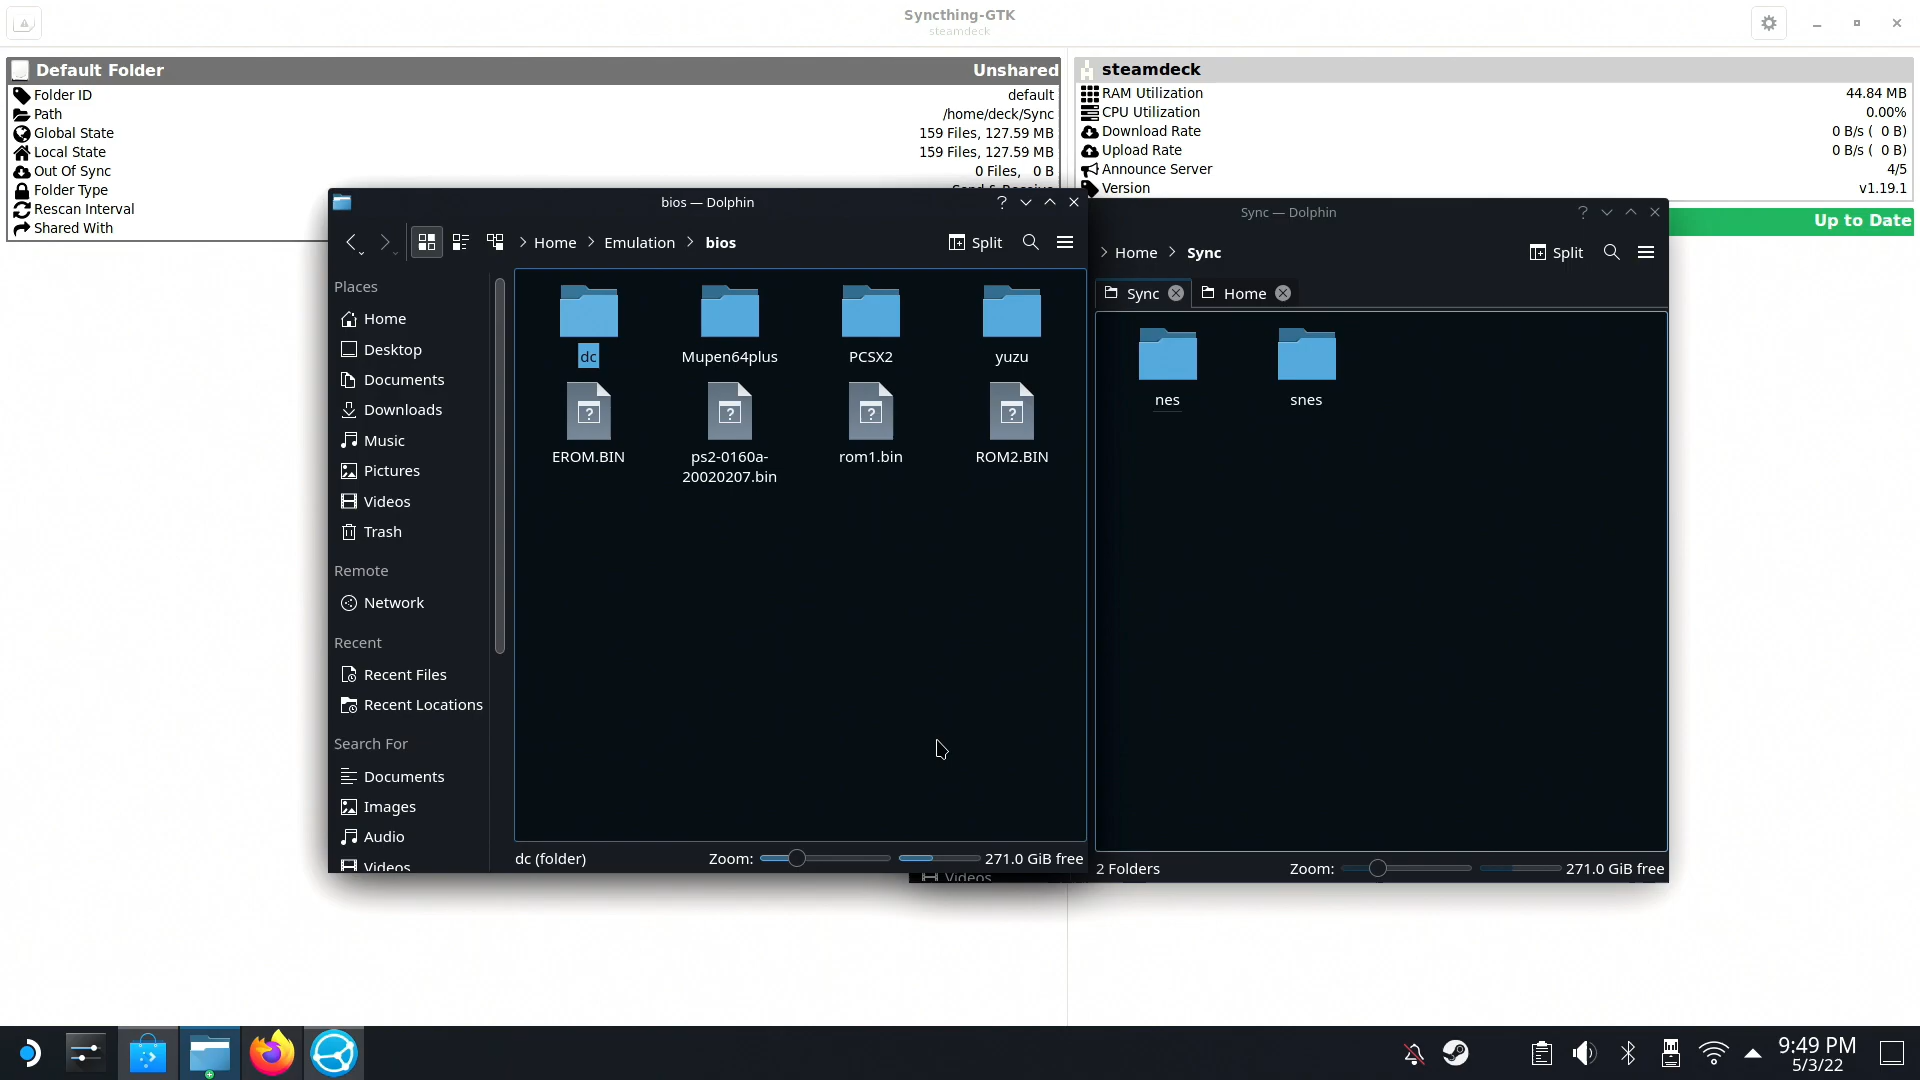 Syncthing-GTK
steamdeck
Default Folder Unshared
Folder ID default
Path /home/deck/Sync
Global State 159 Files, 127.59 MB
Local State 159 Files, 127.59 MB
Out Of Sync 0 Files, 0 B
Folder Type Send & Receive
Rescan Interval
Shared With
steamdeck
RAM Utilization 44.84 MB
CPU Utilization 0.00%
Download Rate 0 B/s ( 0 B)
Upload Rate 0 B/s ( 0 B)
Announce Server 4/5
Version v1.19.1
Up to Date
bios — Dolphin
Home Emulation bios Split
Places
Home
Desktop
Documents
Downloads
Music
Pictures
Videos
Trash
Remote
Network
Recent
Recent Files
Recent Locations
Search For
Documents
Images
Audio
Videos
dc Mupen64plus PCSX2 yuzu
EROM.BIN ps2-0160a- rom1.bin ROM2.BIN
20020207.bin
dc (folder) Zoom: 271.0 GiB free
Sync — Dolphin
Home Sync Split
Sync Home
nes snes
Videos
2 Folders Zoom: 271.0 GiB free
9:49 PM
5/3/22